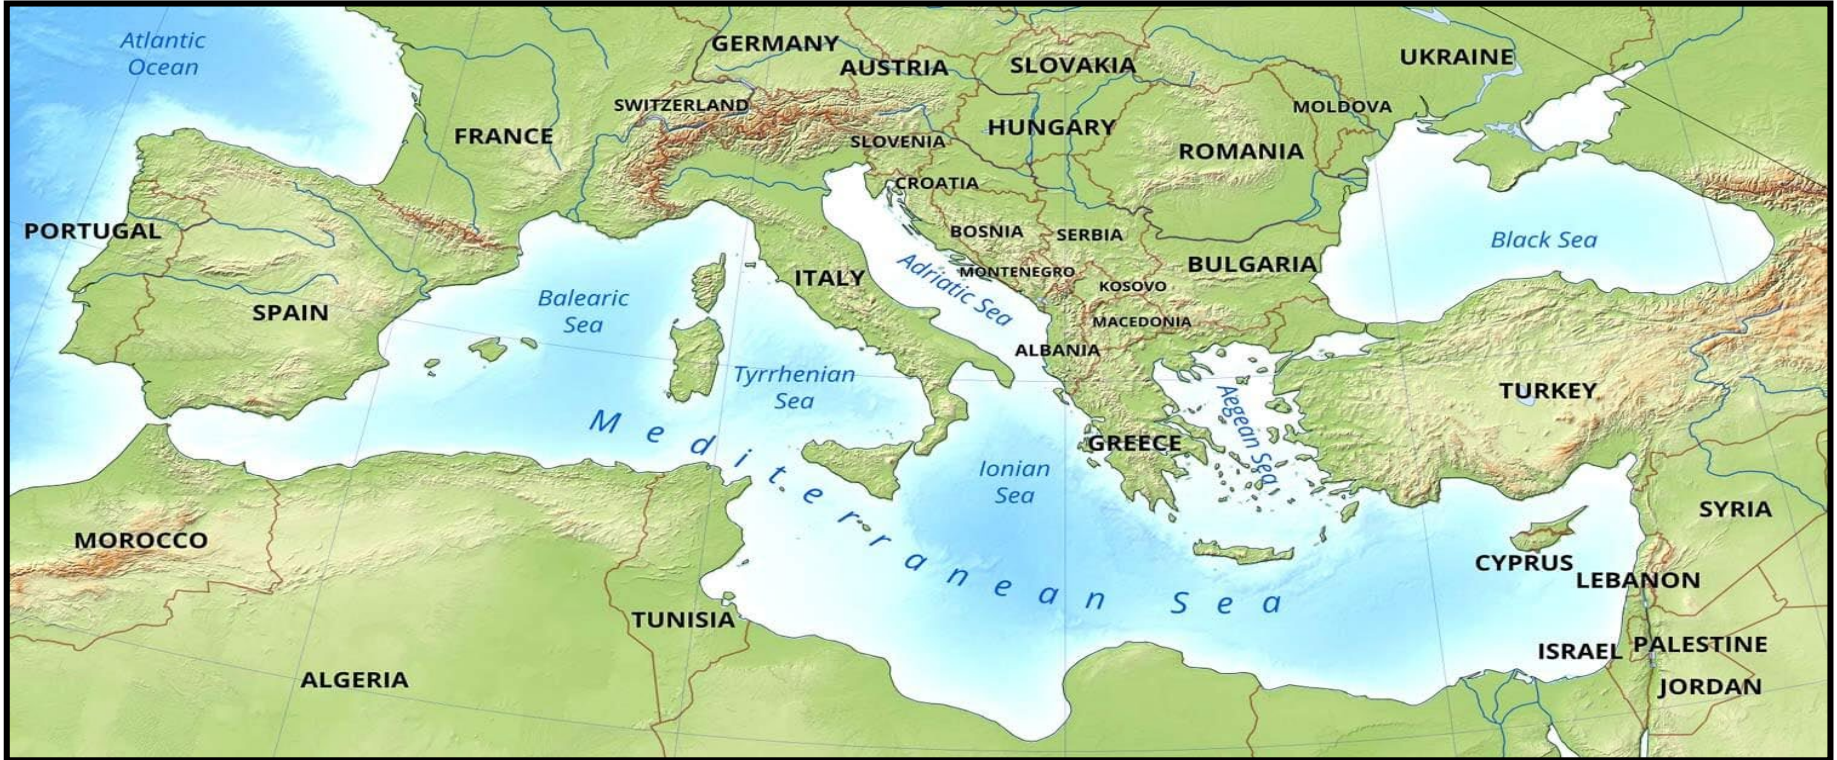 Atlantic
Ocean
GERMANY
AUSTRIA
SLOVAKIA
UKRAINE
SWITZERLAND
MOLDOVA
FRANCE
HUNGARY
SLOVENIA
ROMANIA
CROATIA
PORTUGAL
BOSNIA
SERBIA
Black Sea
BULGARIA
ITALY
Adriatic Sea
MONTENEGRO
KOSOVO
SPAIN
Balearic
Sea
MACEDONIA
ALBANIA
Tyrrhenian
Sea
TURKEY
Aegean Sea
GREECE
Mediterranean Sea
Ionian
Sea
SYRIA
MOROCCO
CYPRUS
LEBANON
TUNISIA
ISRAEL
PALESTINE
ALGERIA
JORDAN